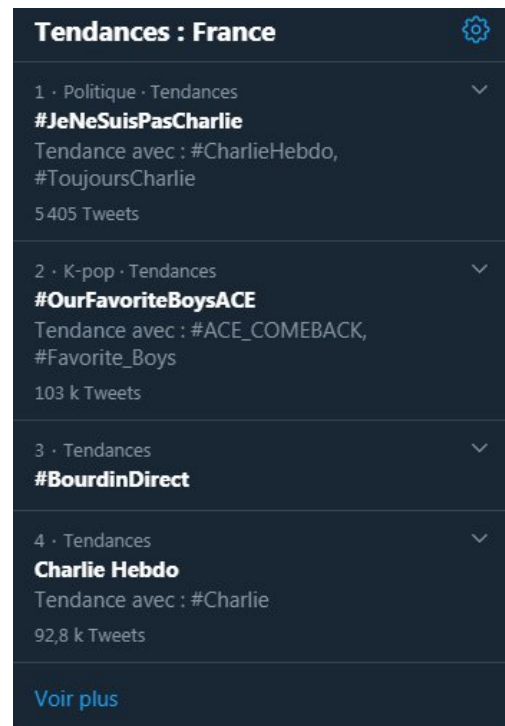 Tendances : France
1 · Politique · Tendances
#JeNeSuisPasCharlie
Tendance avec : #CharlieHebdo,
#ToujoursCharlie
5 405 Tweets
2 · K-pop · Tendances
#OurFavoriteBoysACE
Tendance avec : #ACE_COMEBACK,
#Favorite_Boys
103 k Tweets
3 · Tendances
#BourdinDirect
4 · Tendances
Charlie Hebdo
Tendance avec : #Charlie
92,8 k Tweets
Voir plus